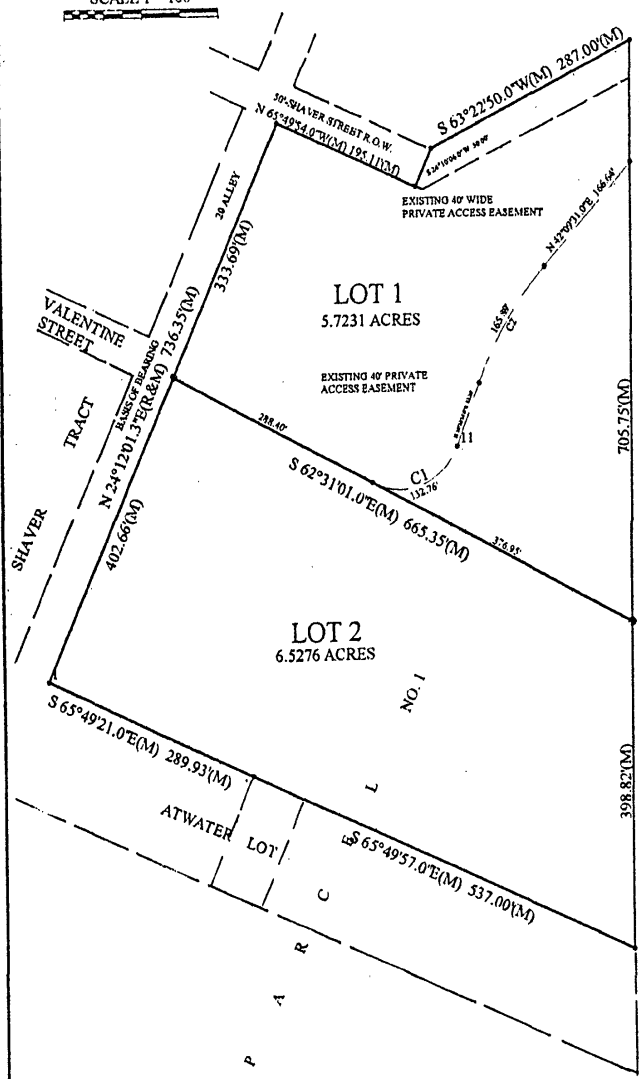 SCALE 1"=100'
S 63°22'50.0"W(M) 287.00'(M)
50'-SHAVER STREET R.O.W.
N 65°49'54.0"W(M) 195.11'(M)
EXISTING 40' WIDE
PRIVATE ACCESS EASEMENT
20 ALLEY
333.69'(M)
N 42°09'31.0"E 166.64'
LOT 1
5.7231 ACRES
165.89'
C2
VALENTINE
STREET
EXISTING 40' PRIVATE
ACCESS EASEMENT
BASIS OF BEARING
N 24°12'01.3"E(R&M) 736.35'(M)
705.75'(M)
11
288.40'
C1
132.76'
S 62°31'01.0"E(M) 665.35'(M)
376.95'
SHAVER TRACT
402.66'(M)
LOT 2
6.5276 ACRES
S 65°49'21.0"E(M) 289.93'(M)
398.82'(M)
ATWATER LOT
S 65°49'57.0"E(M) 537.00'(M)
PARCEL NO. 1